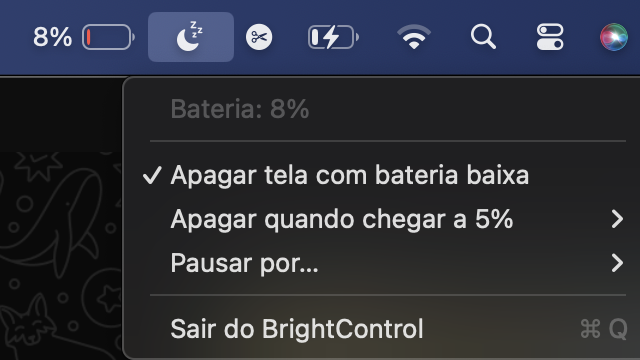 8%
Bateria: 8%
✓ Apagar tela com bateria baixa
Apagar quando chegar a 5%
Pausar por...
Sair do BrightControl ⌘ Q